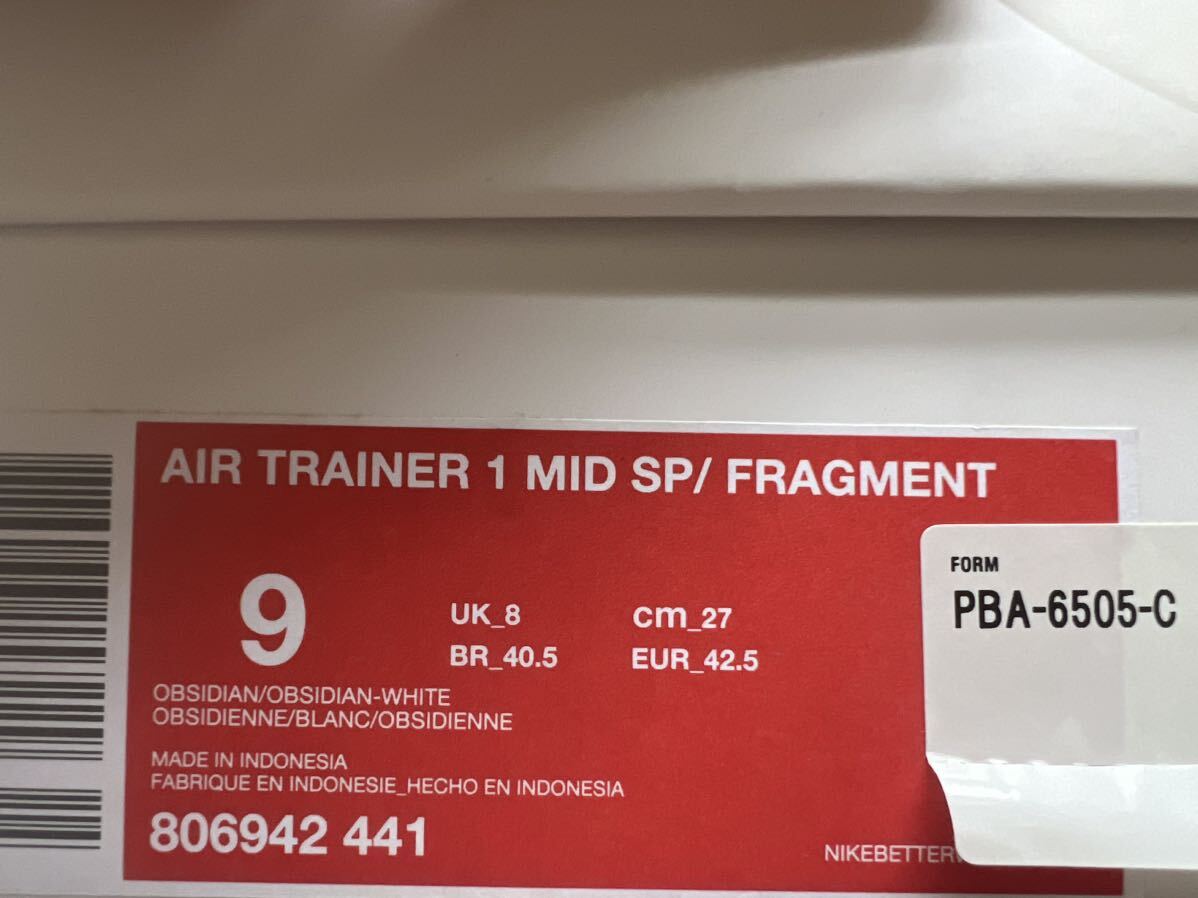 AIR TRAINER 1 MID SP/ FRAGMENT
9
UK_8 cm_27
BR_40.5 EUR_42.5
OBSIDIAN/OBSIDIAN-WHITE
OBSIDIENNE/BLANC/OBSIDIENNE
MADE IN INDONESIA
FABRIQUE EN INDONESIE_HECHO EN INDONESIA
806942 441
FORM
PBA-6505-C